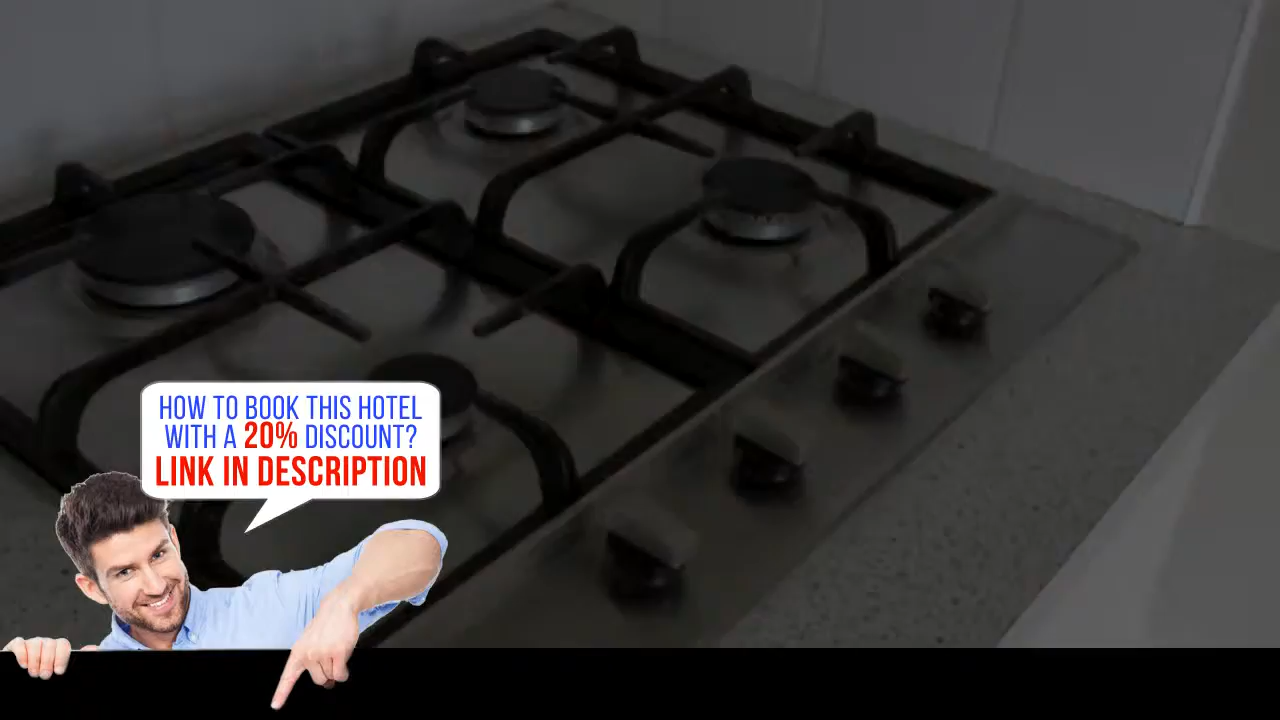 HOW TO BOOK THIS HOTEL
WITH A 20% DISCOUNT?
LINK IN DESCRIPTION